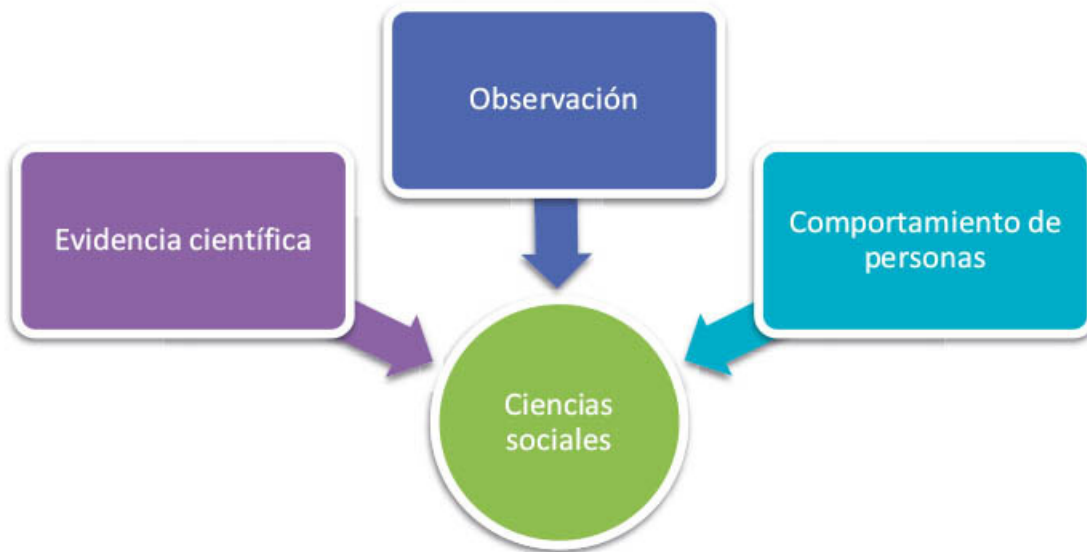 Observación
Evidencia científica
Comportamiento de
personas
Ciencias
sociales